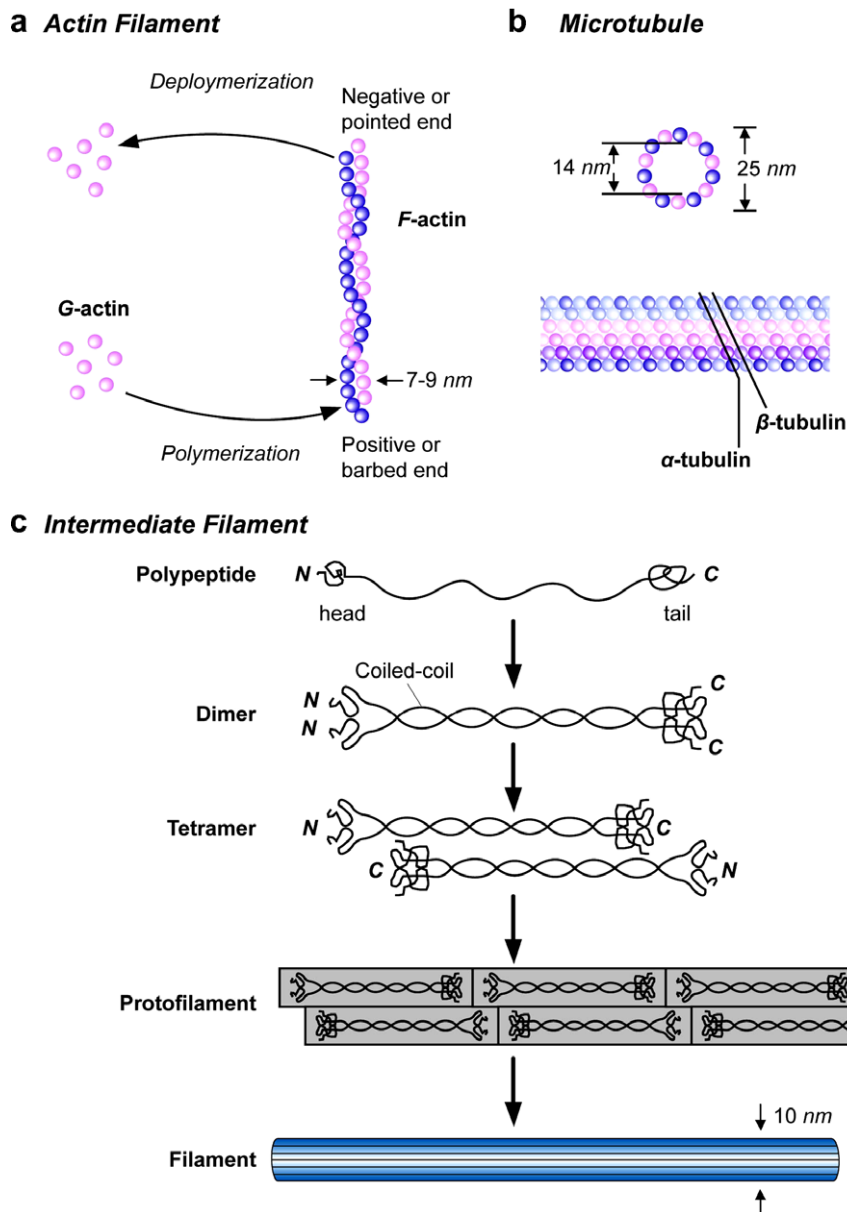 a Actin Filament
Deploymerization
Negative or
pointed end
F-actin
G-actin
7-9 nm
Polymerization
Positive or
barbed end
b Microtubule
14 nm
25 nm
β-tubulin
α-tubulin
c Intermediate Filament
Polypeptide
N
C
head
tail
Coiled-coil
Dimer
N
N
C
C
Tetramer
N
C
C
N
Protofilament
10 nm
Filament